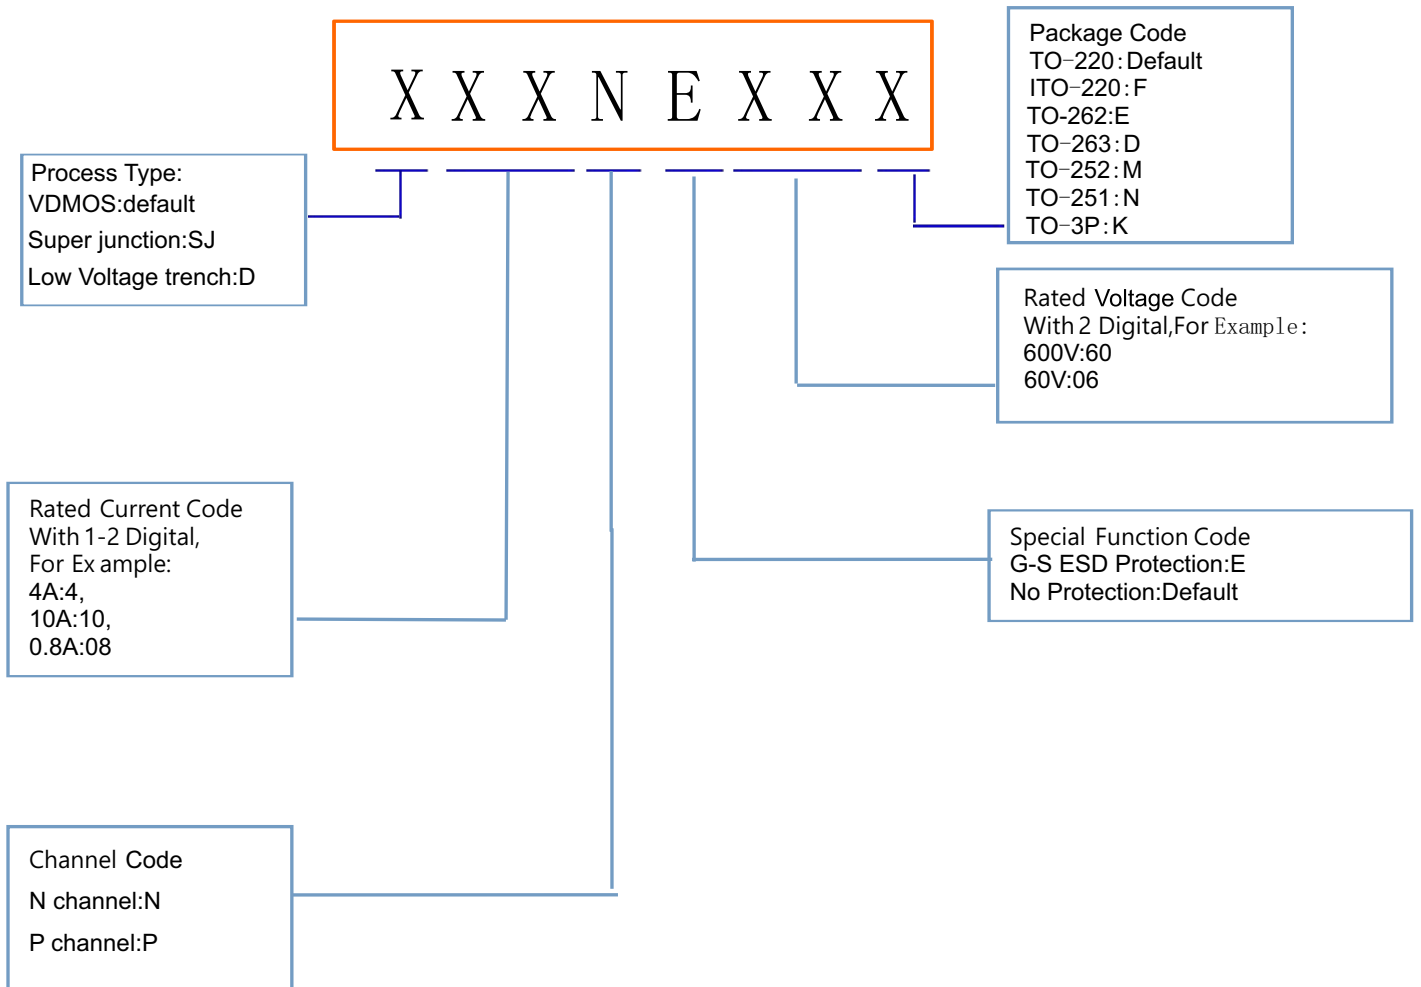 X X X N E X X X
Package Code
TO-220:Default
ITO-220:F
TO-262:E
TO-263:D
TO-252:M
TO-251:N
TO-3P:K
Process Type:
VDMOS:default
Super junction:SJ
Low Voltage trench:D
Rated Voltage Code
With 2 Digital,For Example:
600V:60
60V:06
Rated Current Code
With 1-2 Digital,
For Ex ample:
4A:4,
10A:10,
0.8A:08
Special Function Code
G-S ESD Protection:E
No Protection:Default
Channel Code
N channel:N
P channel:P